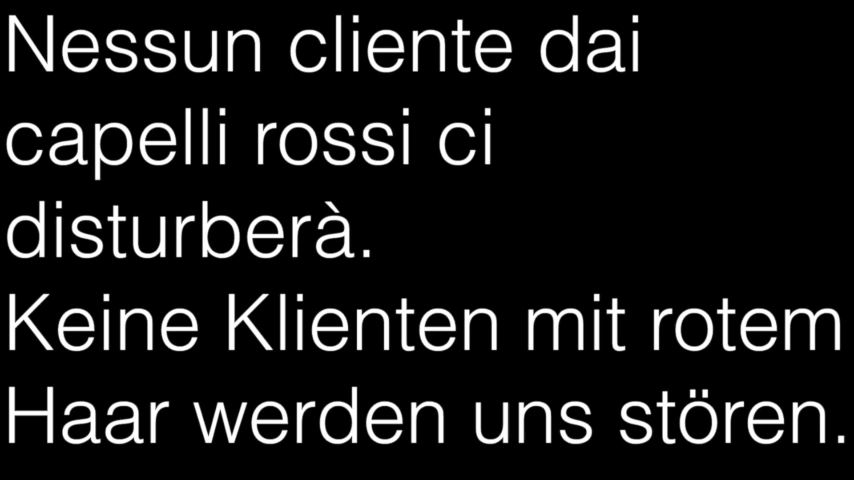 Nessun cliente dai
capelli rossi ci
disturberà.
Keine Klienten mit rotem
Haar werden uns stören.